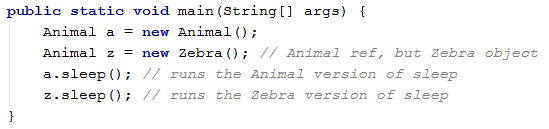 public static void main(String[] args) {
    Animal a = new Animal();
    Animal z = new Zebra(); // Animal ref, but Zebra object
    a.sleep(); // runs the Animal version of sleep
    z.sleep(); // runs the Zebra version of sleep
}